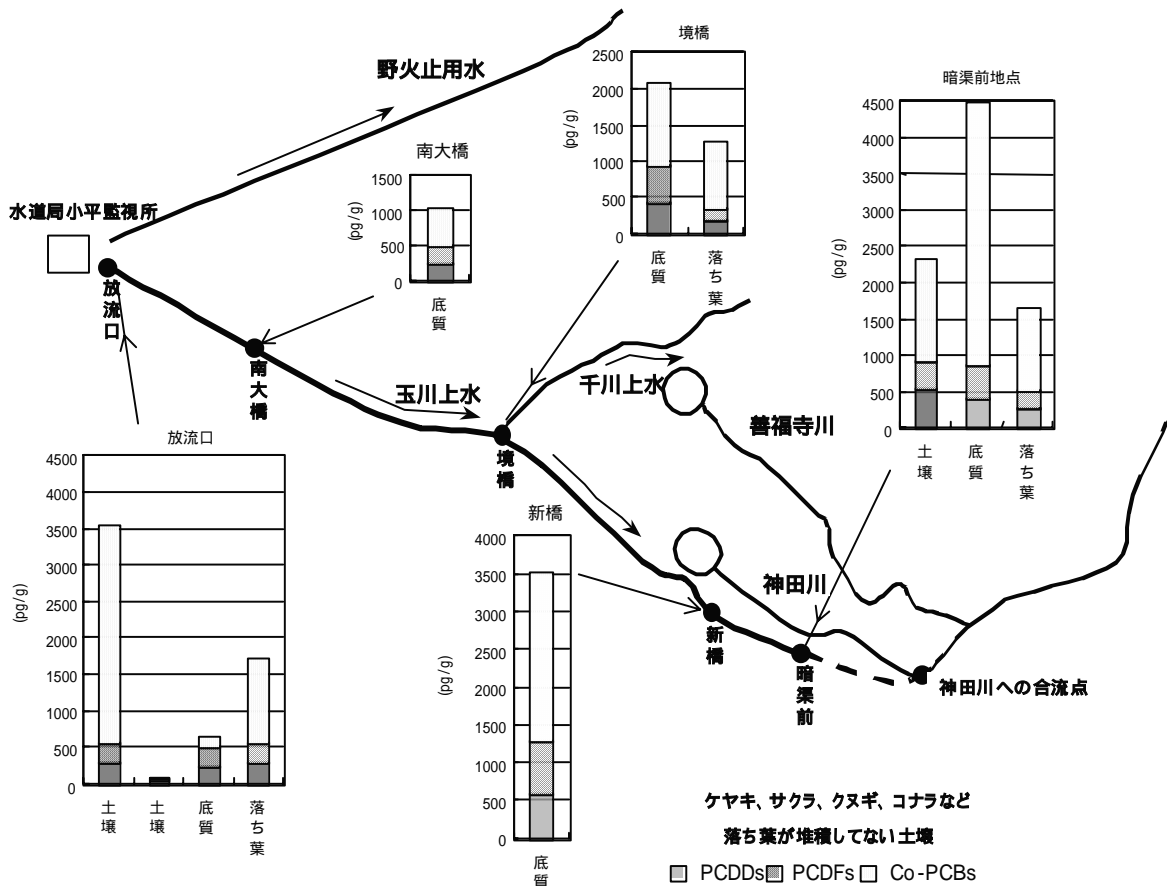 境橋
2500
2000
1500
1000
500
0
(pg/g)
底質
落ち葉
野火止用水
暗渠前地点
4500
4000
3500
3000
2500
2000
1500
1000
500
0
(pg/g)
土壌
底質
落ち葉
南大橋
1500
1000
500
0
(pg/g)
底質
水道局小平監視所
放流口
南大橋
玉川上水
千川上水
境橋
善福寺川
放流口
4500
4000
3500
3000
2500
2000
1500
1000
500
0
(pg/g)
土壌
土壌
底質
落ち葉
新橋
4000
3500
3000
2500
2000
1500
1000
500
0
(pg/g)
底質
神田川
新橋
暗渠前
神田川への合流点
ケヤキ、サクラ、クヌギ、コナラなど
落ち葉が堆積してない土壌
PCDDs PCDFs Co-PCBs